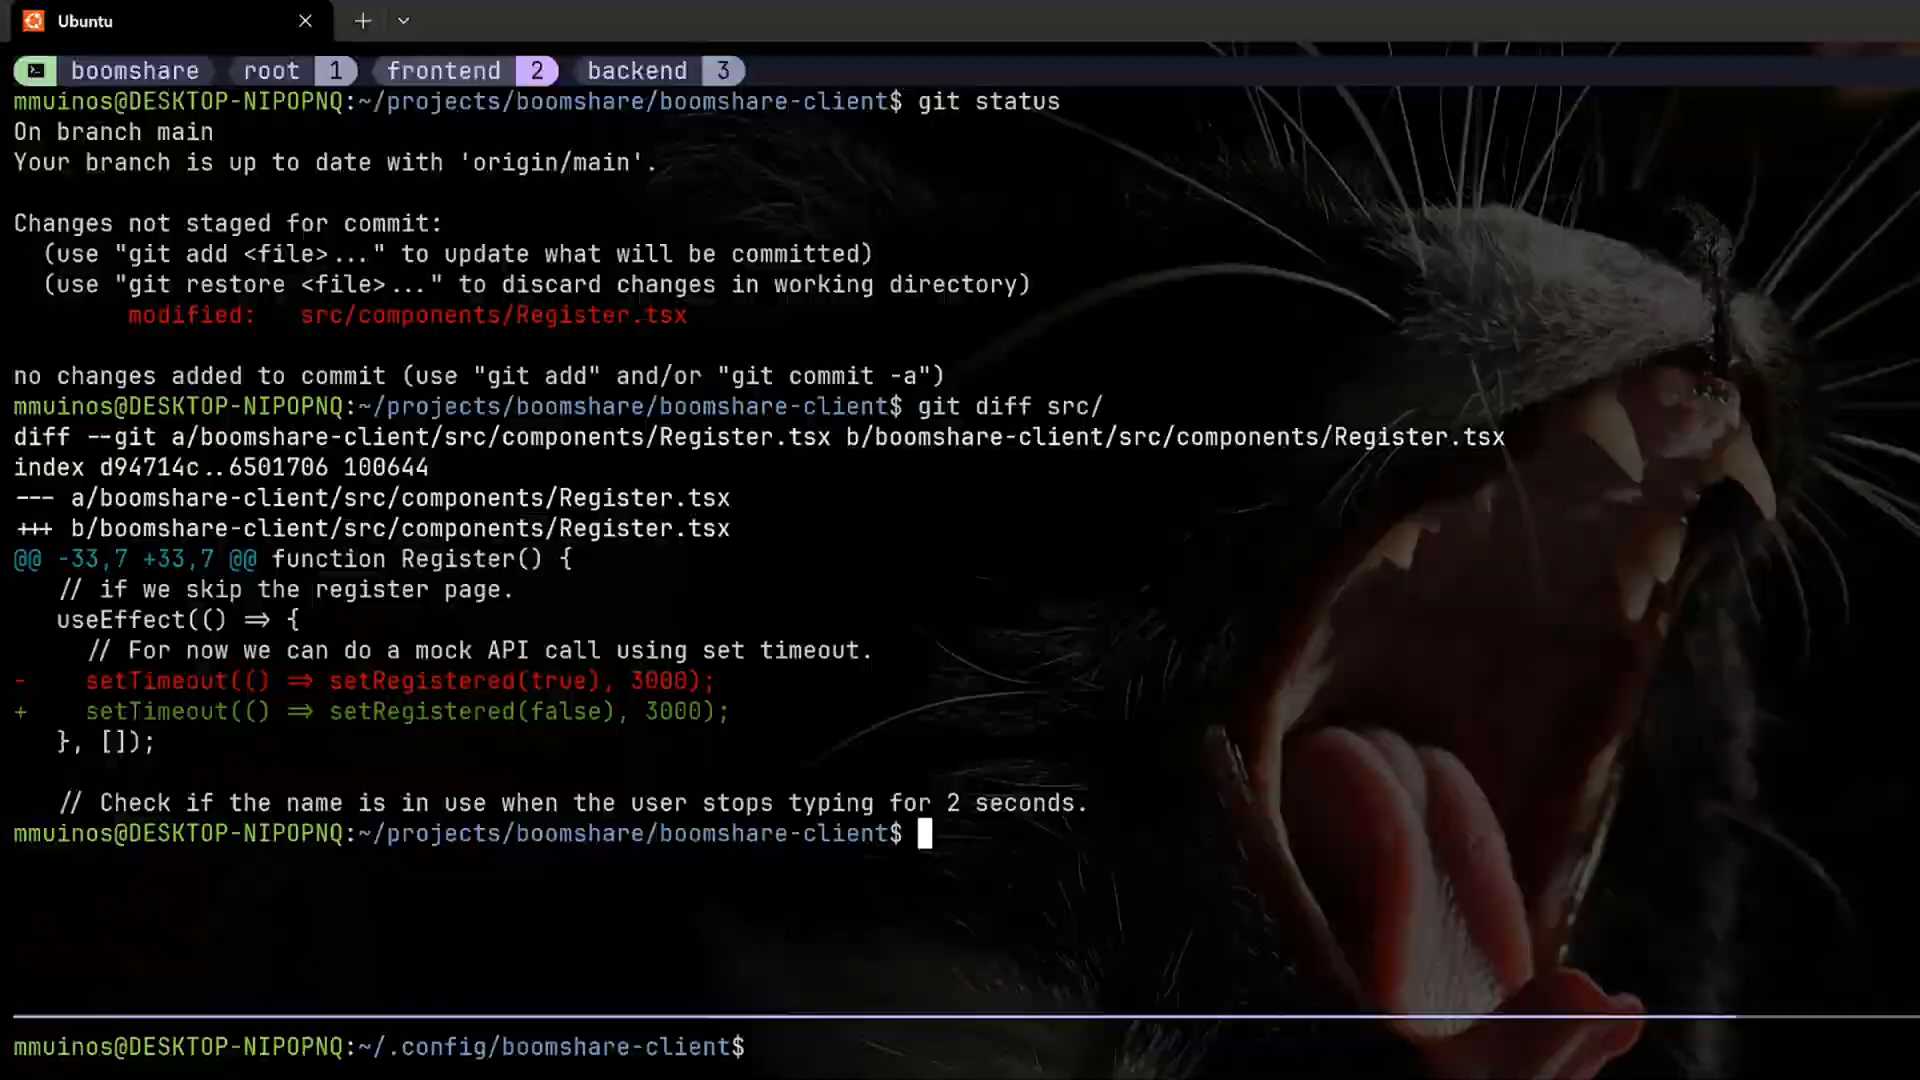 Ubuntu
boomshare root 1 frontend 2 backend 3
mmuinos@DESKTOP-NIPOPNQ:~/projects/boomshare/boomshare-client$ git status
On branch main
Your branch is up to date with 'origin/main'.
Changes not staged for commit:
  (use "git add <file>..." to update what will be committed)
  (use "git restore <file>..." to discard changes in working directory)
        modified:   src/components/Register.tsx
no changes added to commit (use "git add" and/or "git commit -a")
mmuinos@DESKTOP-NIPOPNQ:~/projects/boomshare/boomshare-client$ git diff src/
diff --git a/boomshare-client/src/components/Register.tsx b/boomshare-client/src/components/Register.tsx
index d94714c..6501706 100644
--- a/boomshare-client/src/components/Register.tsx
+++ b/boomshare-client/src/components/Register.tsx
@@ -33,7 +33,7 @@ function Register() {
   // if we skip the register page.
   useEffect(() => {
     // For now we can do a mock API call using set timeout.
-    setTimeout(() => setRegistered(true), 3000);
+    setTimeout(() => setRegistered(false), 3000);
   }, []);
   // Check if the name is in use when the user stops typing for 2 seconds.
mmuinos@DESKTOP-NIPOPNQ:~/projects/boomshare/boomshare-client$
mmuinos@DESKTOP-NIPOPNQ:~/.config/boomshare-client$